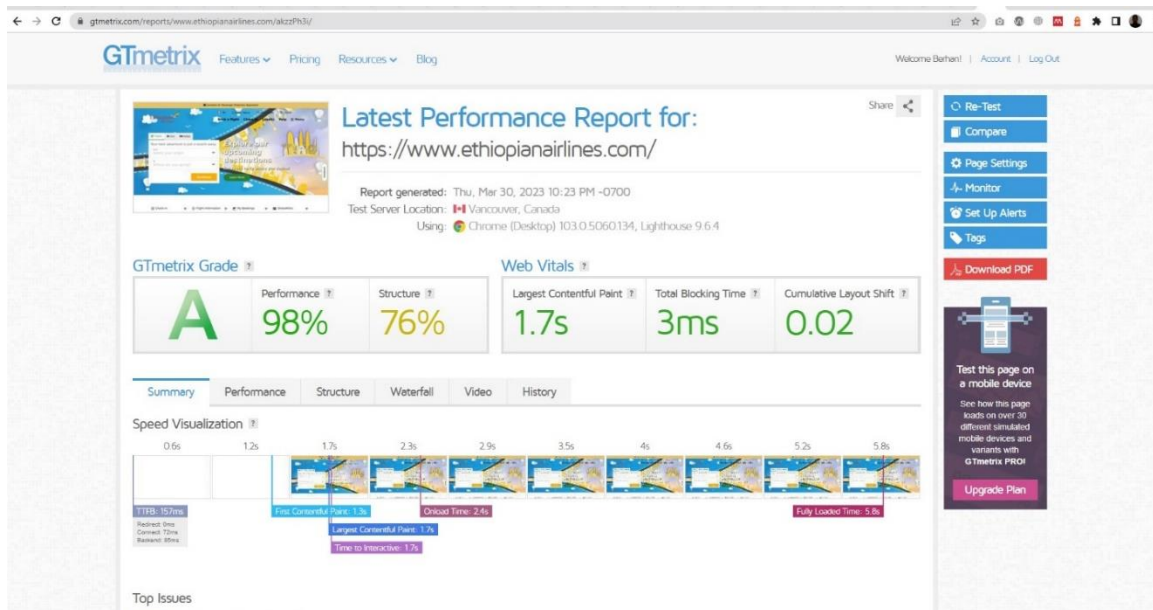 gtmetrix.com/reports/www.ethiopianairlines.com/akzzPh3i/
GTmetrix Features Pricing Resources Blog
Welcome Berhan! | Account | Log Out
Latest Performance Report for:
https://www.ethiopianairlines.com/
Share
Report generated: Thu, Mar 30, 2023 10:23 PM -0700
Test Server Location: Vancouver, Canada
Using: Chrome (Desktop) 103.0.5060.134, Lighthouse 9.6.4
Explore our
upcoming
destinations
Re-Test
Compare
Page Settings
Monitor
Set Up Alerts
Tags
Download PDF
GTmetrix Grade ?
A
Performance ?
98%
Structure ?
76%
Web Vitals ?
Largest Contentful Paint ?
1.7s
Total Blocking Time ?
3ms
Cumulative Layout Shift ?
0.02
Summary Performance Structure Waterfall Video History
Speed Visualization ?
0.6s 1.2s 1.7s 2.3s 2.9s 3.5s 4s 4.6s 5.2s 5.8s
TTFB: 157ms
Redirect: 0ms
Connect: 72ms
Backend: 85ms
First Contentful Paint: 1.3s
Onload Time: 2.4s
Fully Loaded Time: 5.8s
Largest Contentful Paint: 1.7s
Time to Interactive: 1.7s
Top Issues
Test this page on
a mobile device
See how this page
loads on over 30
different simulated
mobile devices and
variants with
GTmetrix PRO!
Upgrade Plan